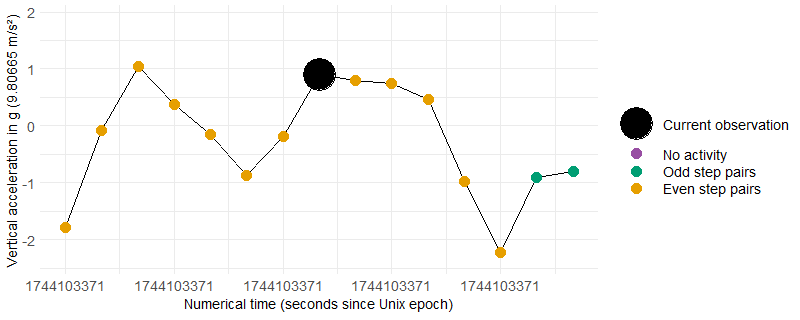 Vertical acceleration in g (9.80665 m/s²)
2
1
0
-1
-2
1744103371 1744103371 1744103371 1744103371 1744103371
Numerical time (seconds since Unix epoch)
Current observation
No activity
Odd step pairs
Even step pairs